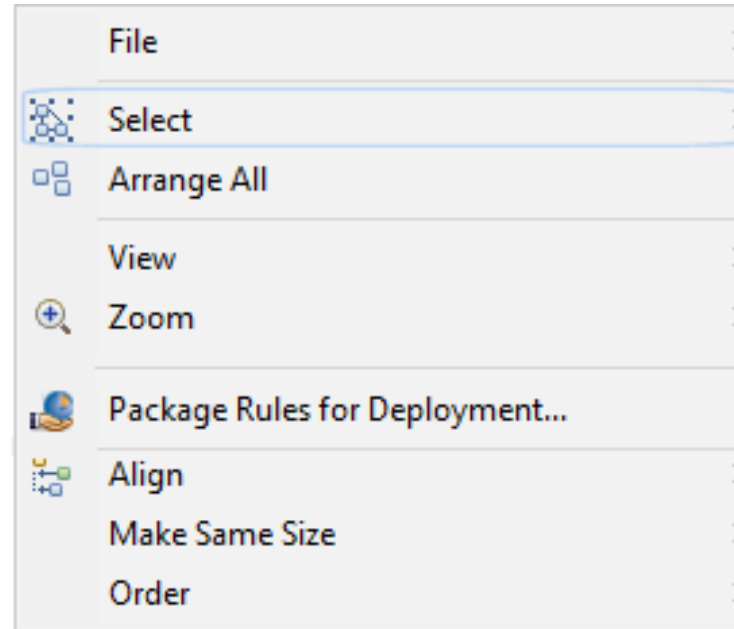 File
Select
Arrange All
View
Zoom
Package Rules for Deployment...
Align
Make Same Size
Order